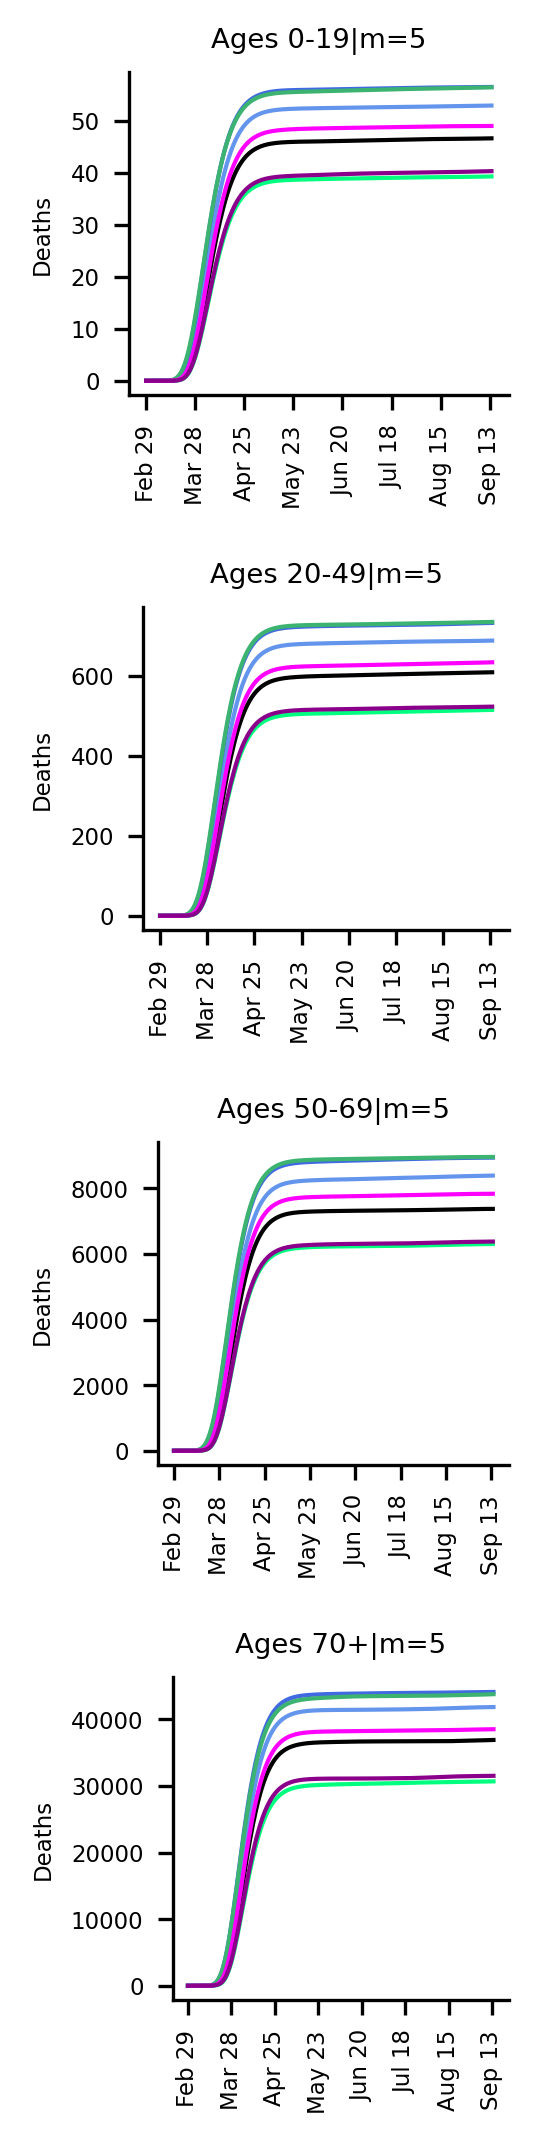 Ages 0-19|m=5
Deaths
50
40
30
20
10
0
Feb 29
Mar 28
Apr 25
May 23
Jun 20
Jul 18
Aug 15
Sep 13
Ages 20-49|m=5
Deaths
600
400
200
0
Feb 29
Mar 28
Apr 25
May 23
Jun 20
Jul 18
Aug 15
Sep 13
Ages 50-69|m=5
Deaths
8000
6000
4000
2000
0
Feb 29
Mar 28
Apr 25
May 23
Jun 20
Jul 18
Aug 15
Sep 13
Ages 70+|m=5
Deaths
40000
30000
20000
10000
0
Feb 29
Mar 28
Apr 25
May 23
Jun 20
Jul 18
Aug 15
Sep 13